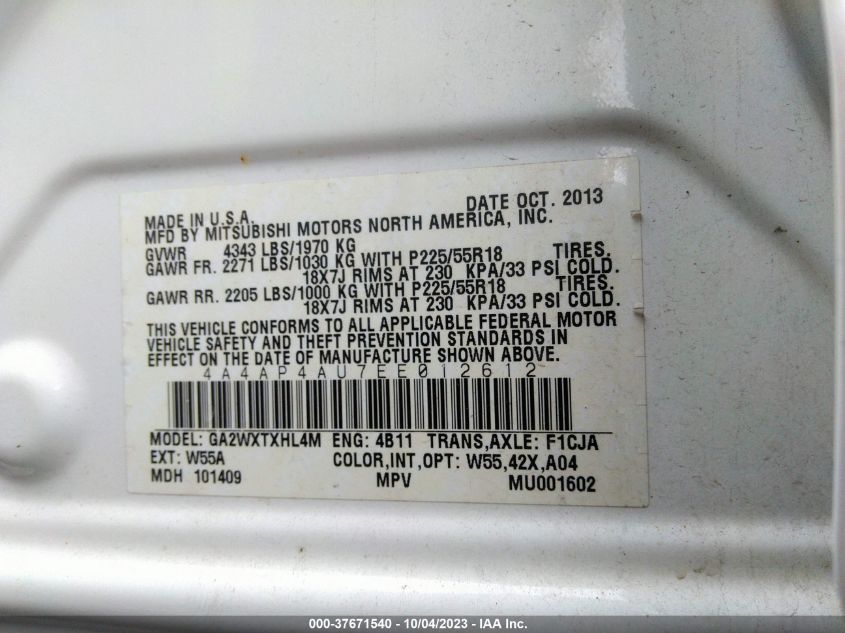 DATE OCT. 2013
MADE IN U.S.A.
MFD BY MITSUBISHI MOTORS NORTH AMERICA, INC.
GVWR 4343 LBS/1970 KG
GAWR FR. 2271 LBS/1030 KG WITH P225/55R18 TIRES.
18X7J RIMS AT 230 KPA/33 PSI COLD.
GAWR RR. 2205 LBS/1000 KG WITH P225/55R18 TIRES.
18X7J RIMS AT 230 KPA/33 PSI COLD.
THIS VEHICLE CONFORMS TO ALL APPLICABLE FEDERAL MOTOR
VEHICLE SAFETY AND THEFT PREVENTION STANDARDS IN
EFFECT ON THE DATE OF MANUFACTURE SHOWN ABOVE.
4A4AP4AU7EE012612
MODEL: GA2WXTXHL4M ENG: 4B11 TRANS,AXLE: F1CJA
EXT: W55A COLOR,INT,OPT: W55,42X,A04
MDH 101409 MPV MU001602
000-37671540 - 10/04/2023 - IAA Inc.